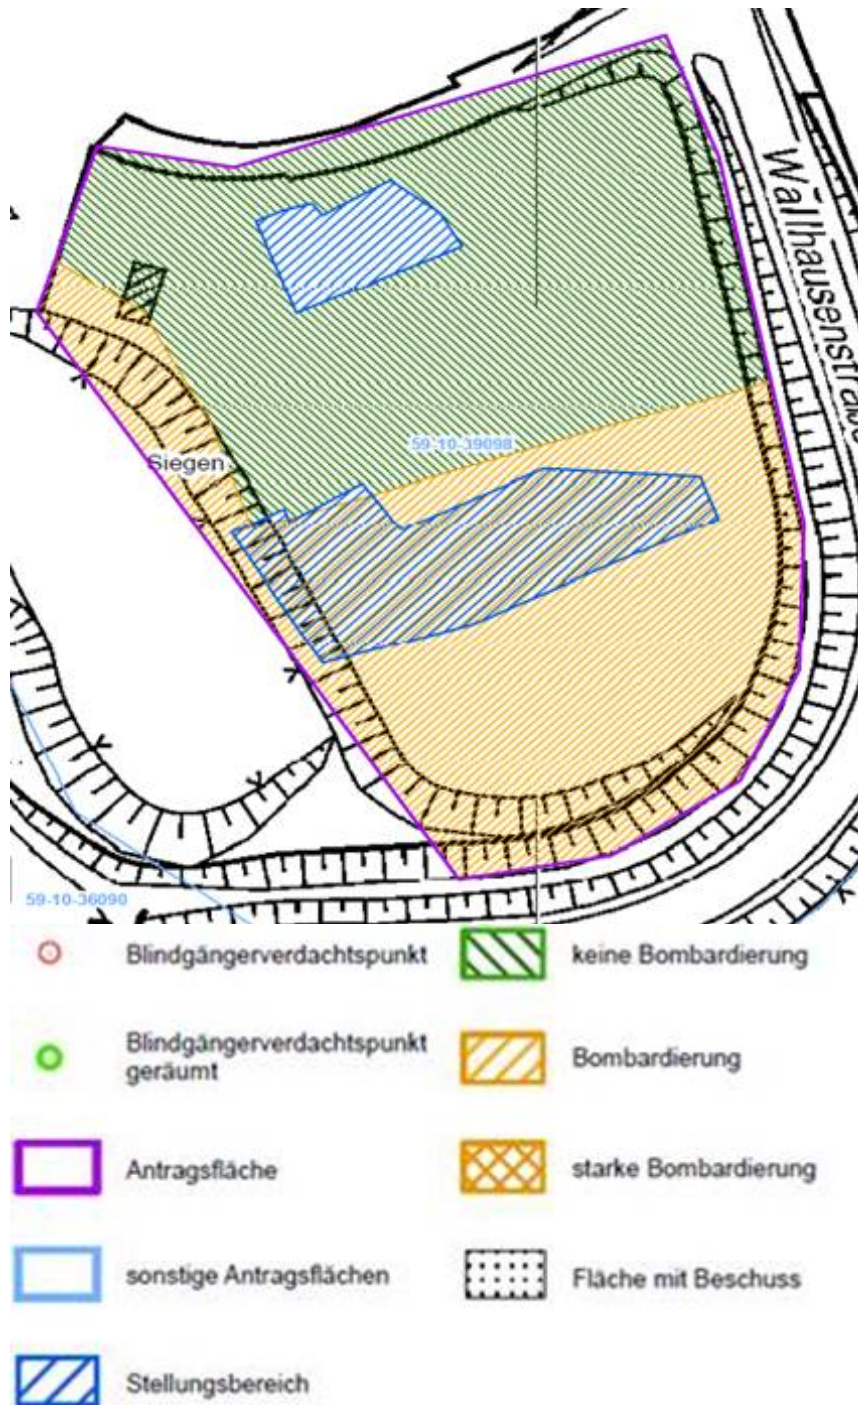 Wallhausenstraße
59-10-39098
Siegen
59-10-36090
Blindgängerverdachtspunkt
keine Bombardierung
Blindgängerverdachtspunkt
geräumt
Bombardierung
Antragsfläche
starke Bombardierung
sonstige Antragsflächen
Fläche mit Beschuss
Stellungsbereich